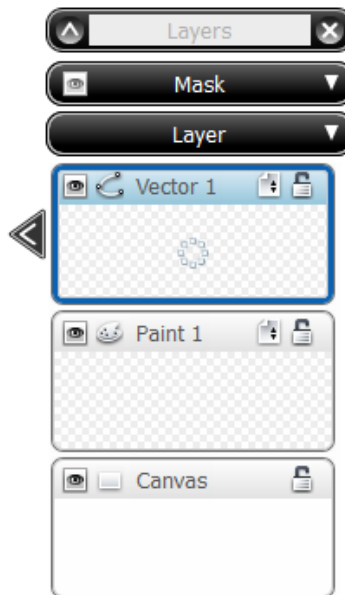 Layers
Mask
Layer
Vector 1
Paint 1
Canvas